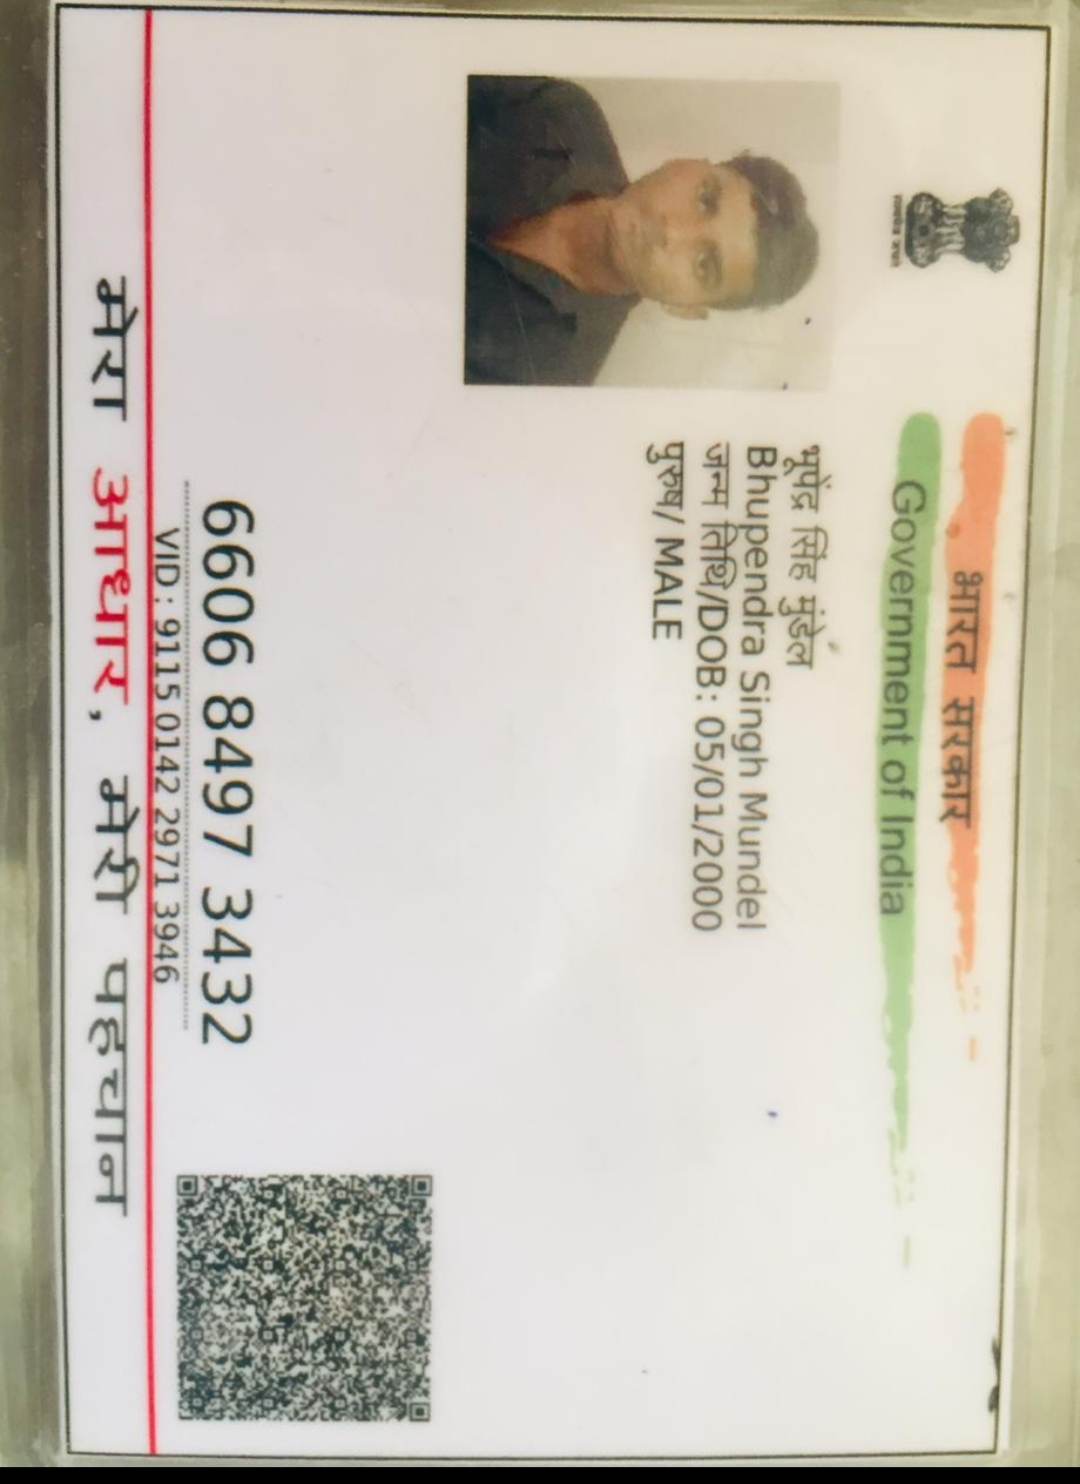 भारत सरकार
Government of India
भूपेंद्र सिंह मुंडेल
Bhupendra Singh Mundel
जन्म तिथि/DOB: 05/01/2000
पुरुष/ MALE
6606 8497 3432
VID: 9115 0142 2971 3946
मेरा आधार, मेरी पहचान